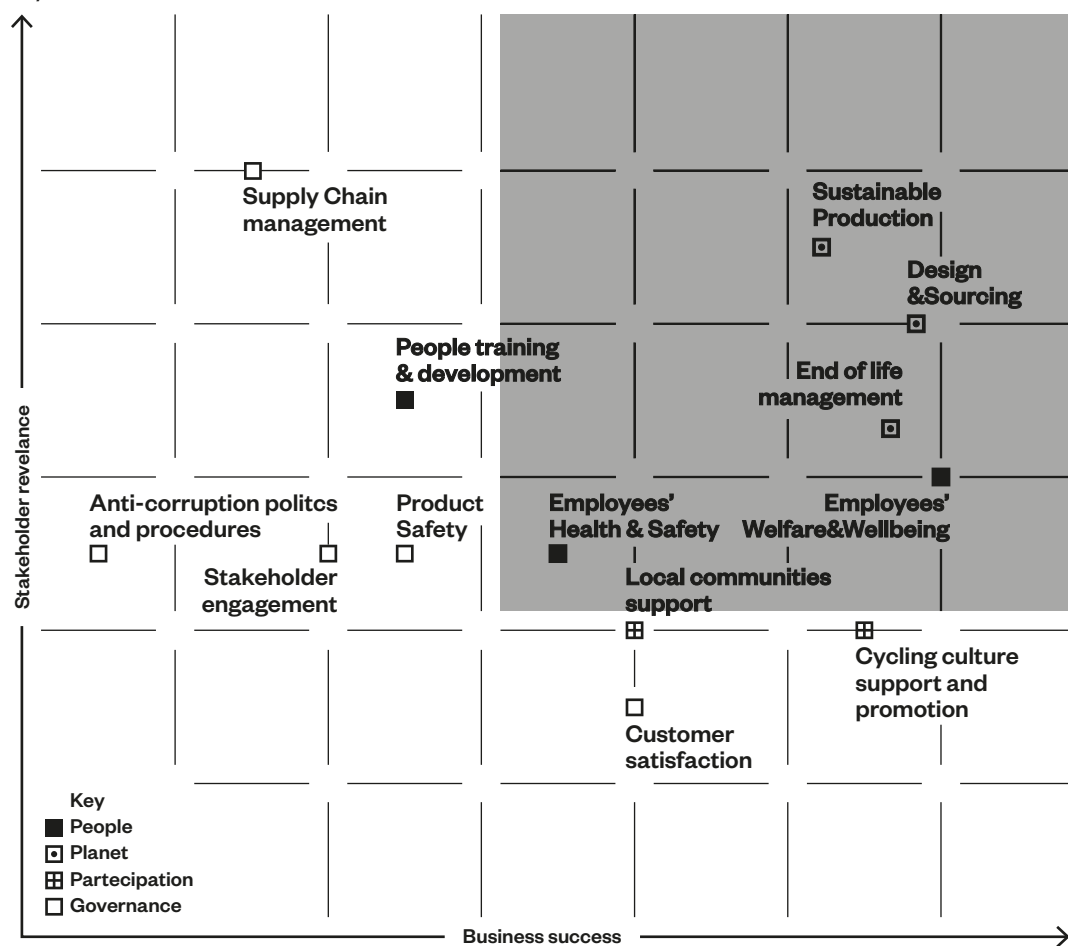 Supply Chain
management
Sustainable
Production
Design
&Sourcing
People training
& development
End of life
management
Stakeholder revelance
Anti-corruption politcs
and procedures
Product
Safety
Employees'
Health & Safety
Employees'
Welfare&Wellbeing
Stakeholder
engagement
Local communities
support
Cycling culture
support and
promotion
Customer
satisfaction
Key
People
Planet
Partecipation
Governance
Business success